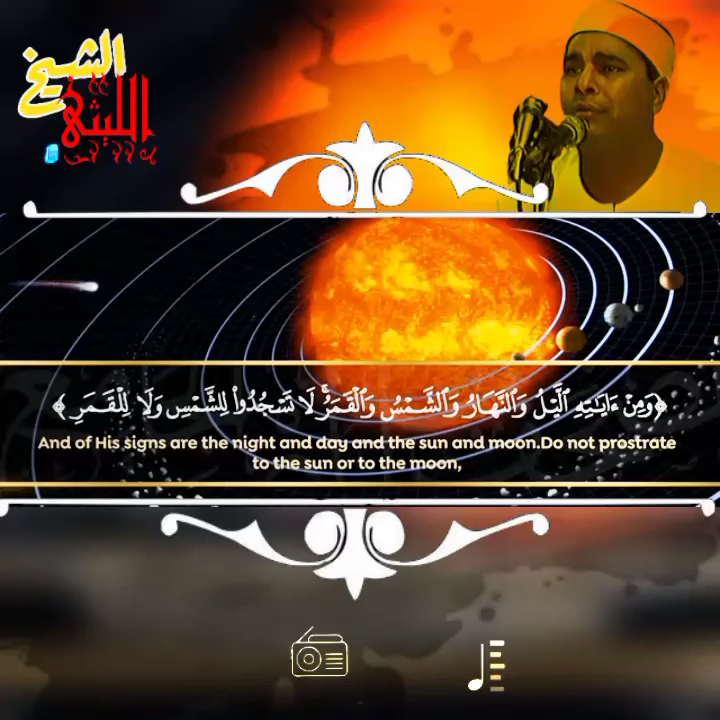 الشيخ
الليثى
﴿وَمِنْ ءَايَـٰتِهِ ٱلَّيْلُ وَٱلنَّهَارُ وَٱلشَّمْسُ وَٱلْقَمَرُۚ لَا تَسْجُدُوا۟ لِلشَّمْسِ وَلَا لِلْقَمَرِ﴾
And of His signs are the night and day and the sun and moon.Do not prostrate
to the sun or to the moon,